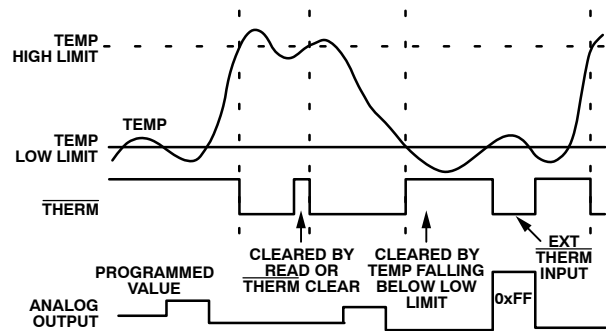 TEMP
HIGH LIMIT
TEMP
TEMP
LOW LIMIT
THERM
CLEARED BY
READ OR
THERM CLEAR
CLEARED BY
TEMP FALLING
BELOW LOW
LIMIT
EXT
THERM
INPUT
PROGRAMMED
VALUE
0xFF
ANALOG
OUTPUT